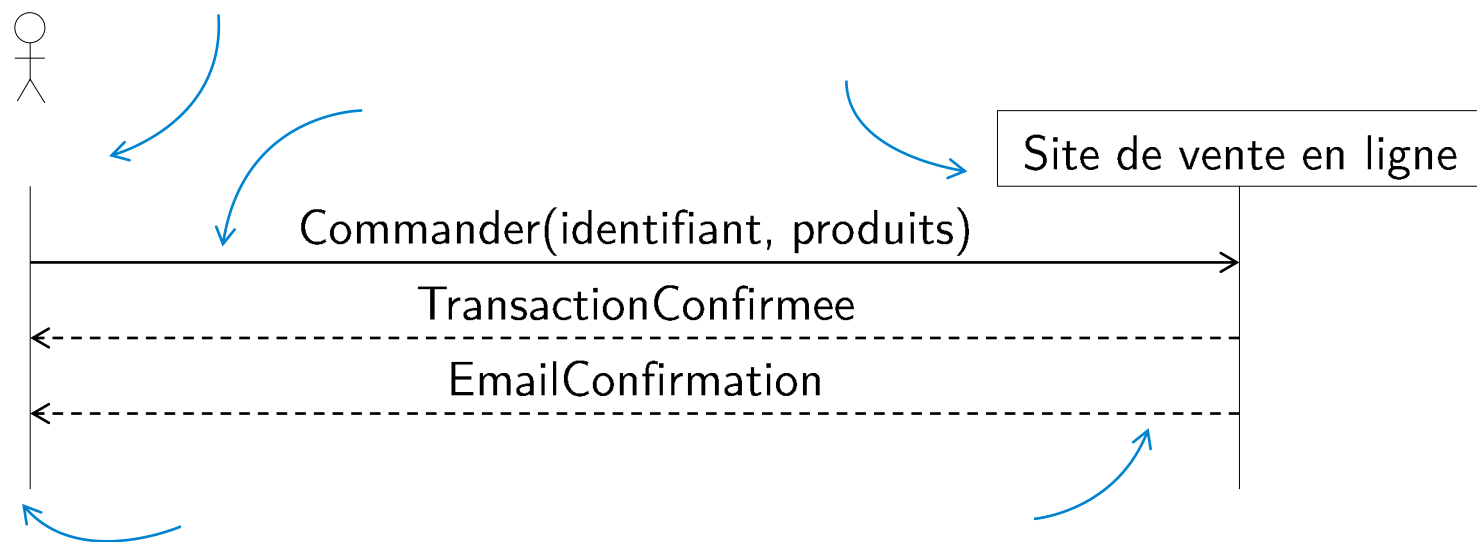 Site de vente en ligne
Commander(identifiant, produits)
TransactionConfirmee
EmailConfirmation